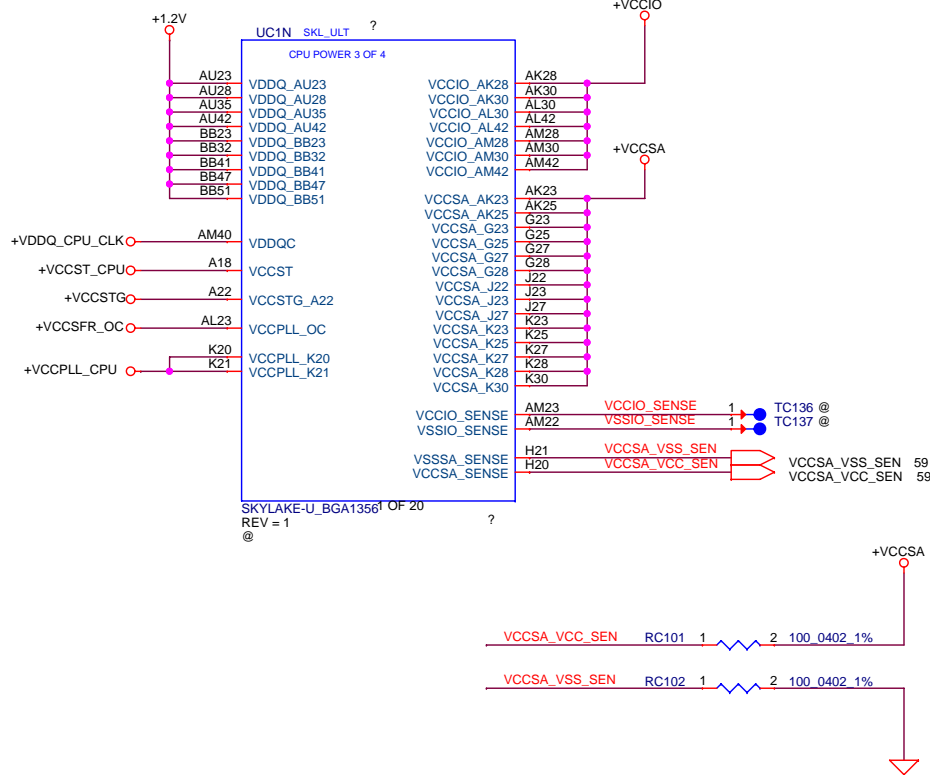 +1.2V
+VCCIO
UC1N SKL_ULT ?
CPU POWER 3 OF 4
AU23 VDDQ_AU23
AU28 VDDQ_AU28
AU35 VDDQ_AU35
AU42 VDDQ_AU42
BB23 VDDQ_BB23
BB32 VDDQ_BB32
BB41 VDDQ_BB41
BB47 VDDQ_BB47
BB51 VDDQ_BB51
+VDDQ_CPU_CLK AM40 VDDQC
+VCCST_CPU A18 VCCST
+VCCSTG A22 VCCSTG_A22
+VCCSFR_OC AL23 VCCPLL_OC
K20 VCCPLL_K20
+VCCPLL_CPU K21 VCCPLL_K21
VCCIO_AK28 AK28
VCCIO_AK30 AK30
VCCIO_AL30 AL30
VCCIO_AL42 AL42
VCCIO_AM28 AM28
VCCIO_AM30 AM30
VCCIO_AM42 AM42
+VCCSA
VCCSA_AK23 AK23
VCCSA_AK25 AK25
VCCSA_G23 G23
VCCSA_G25 G25
VCCSA_G27 G27
VCCSA_G28 G28
VCCSA_J22 J22
VCCSA_J23 J23
VCCSA_J27 J27
VCCSA_K23 K23
VCCSA_K25 K25
VCCSA_K27 K27
VCCSA_K28 K28
VCCSA_K30 K30
VCCIO_SENSE AM23 VCCIO_SENSE 1 TC136 @
VSSIO_SENSE AM22 VSSIO_SENSE 1 TC137 @
VSSSA_SENSE H21 VCCSA_VSS_SEN VCCSA_VSS_SEN 59
VCCSA_SENSE H20 VCCSA_VCC_SEN VCCSA_VCC_SEN 59
SKYLAKE-U_BGA1356 1 OF 20
REV = 1 ?
@
+VCCSA
VCCSA_VCC_SEN RC101 1 2 100_0402_1%
VCCSA_VSS_SEN RC102 1 2 100_0402_1%